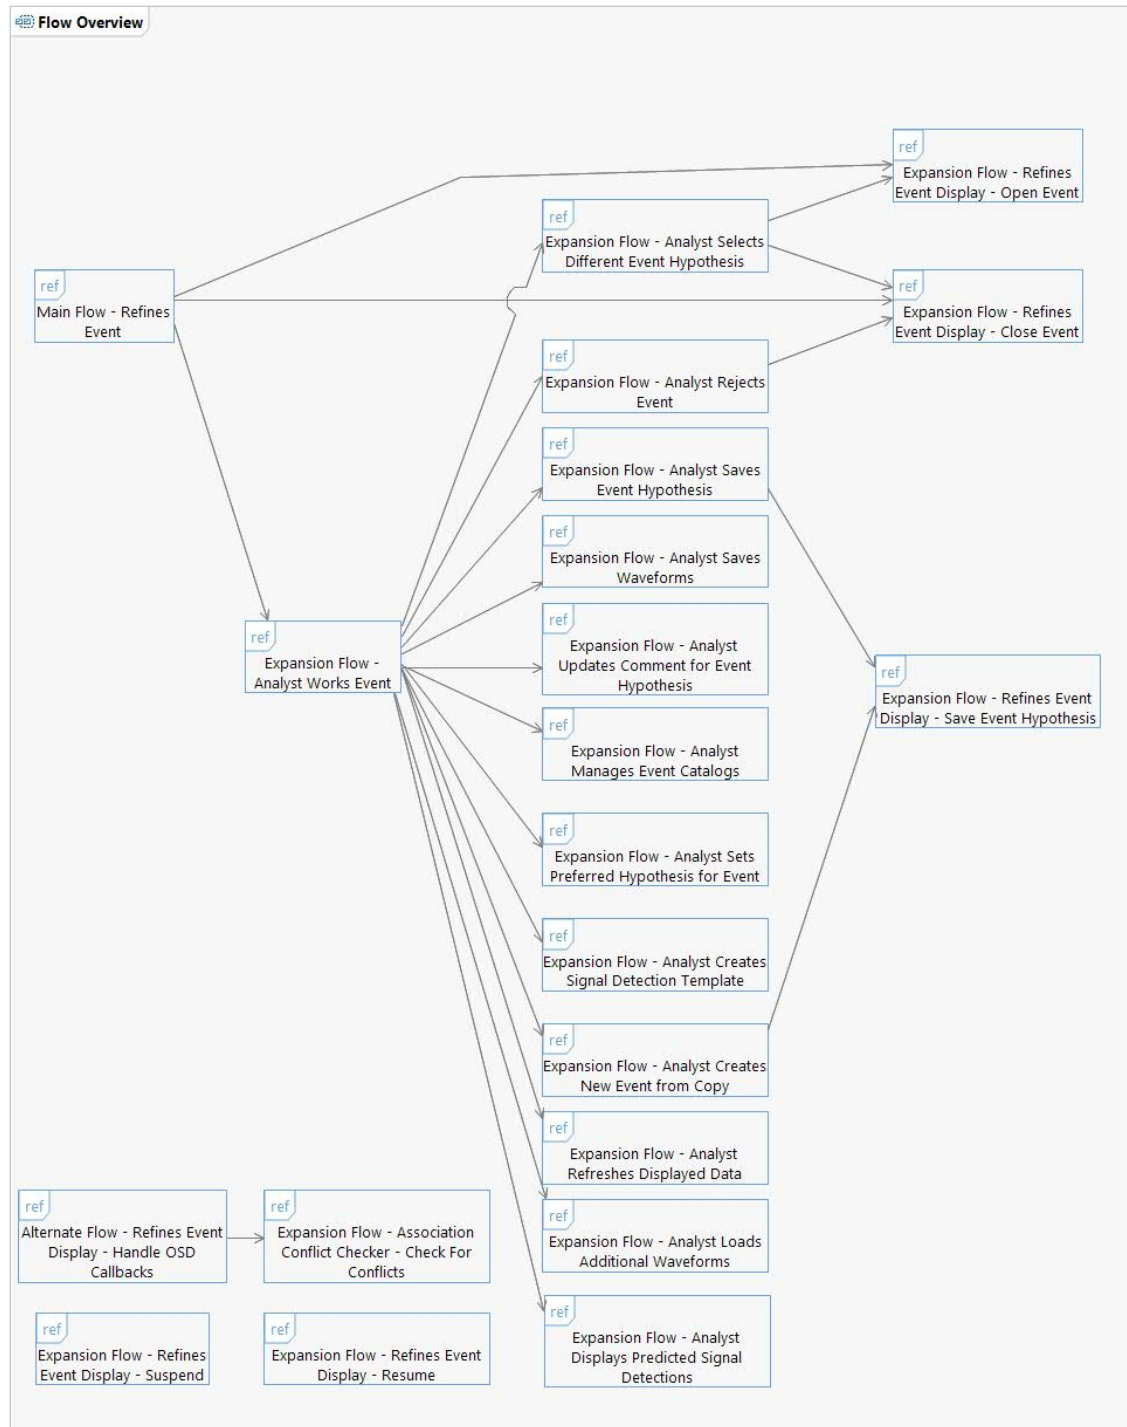 Flow Overview
ref
Expansion Flow - Refines
Event Display - Open Event
ref
Expansion Flow - Analyst Selects
Different Event Hypothesis
ref
Main Flow - Refines
Event
ref
Expansion Flow - Refines
Event Display - Close Event
ref
Expansion Flow - Analyst Rejects
Event
ref
Expansion Flow - Analyst Saves
Event Hypothesis
ref
Expansion Flow - Analyst Saves
Waveforms
ref
Expansion Flow -
Analyst Works Event
ref
Expansion Flow - Analyst
Updates Comment for Event
Hypothesis
ref
Expansion Flow - Refines Event
Display - Save Event Hypothesis
ref
Expansion Flow - Analyst
Manages Event Catalogs
ref
Expansion Flow - Analyst Sets
Preferred Hypothesis for Event
ref
Expansion Flow - Analyst Creates
Signal Detection Template
ref
Expansion Flow - Analyst Creates
New Event from Copy
ref
Expansion Flow - Analyst
Refreshes Displayed Data
ref
Alternate Flow - Refines Event
Display - Handle OSD
Callbacks
ref
Expansion Flow - Association
Conflict Checker - Check For
Conflicts
ref
Expansion Flow - Analyst Loads
Additional Waveforms
ref
Expansion Flow - Refines
Event Display - Suspend
ref
Expansion Flow - Refines Event
Display - Resume
ref
Expansion Flow - Analyst
Displays Predicted Signal
Detections